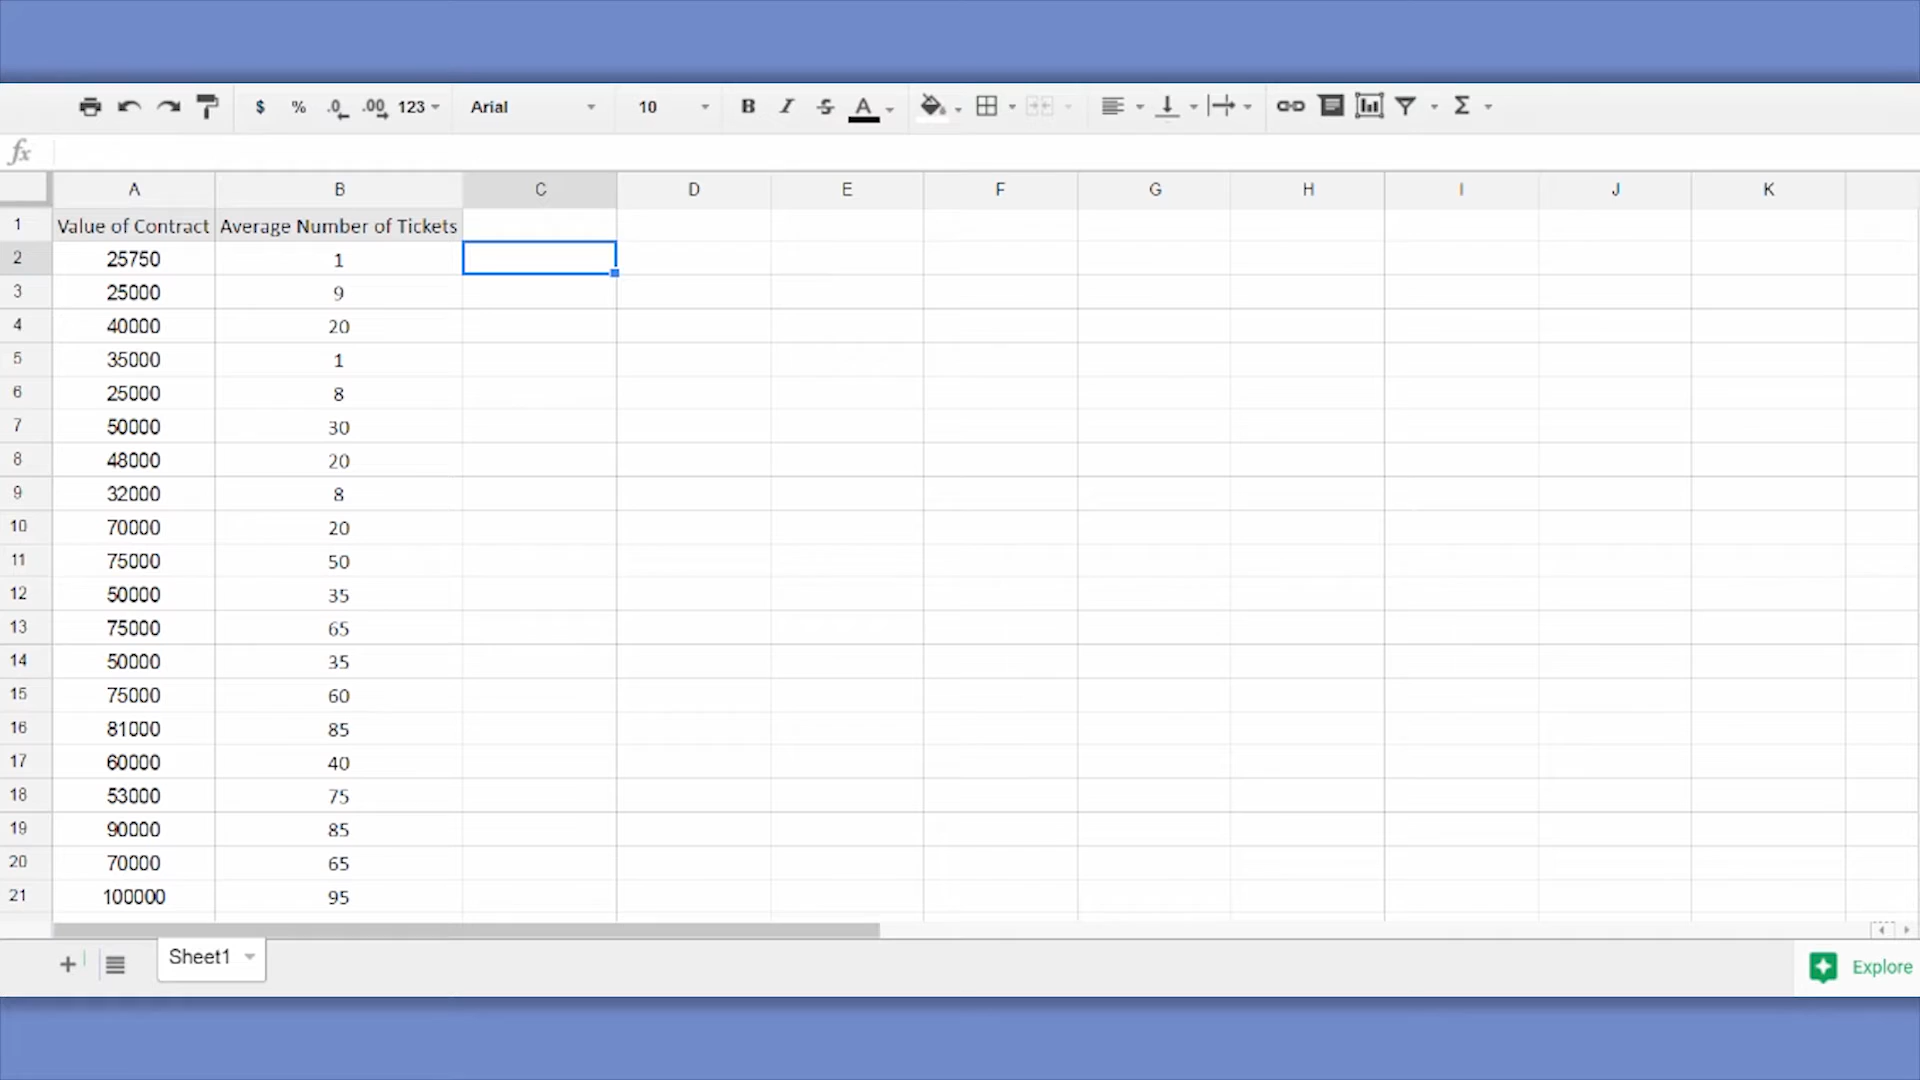 $ % .0 .00 123 Arial 10 B I S A Σ
fx
A B C D E F G H I J K
1 Value of Contract Average Number of Tickets
2 25750 1
3 25000 9
4 40000 20
5 35000 1
6 25000 8
7 50000 30
8 48000 20
9 32000 8
10 70000 20
11 75000 50
12 50000 35
13 75000 65
14 50000 35
15 75000 60
16 81000 85
17 60000 40
18 53000 75
19 90000 85
20 70000 65
21 100000 95
+ Sheet1 Explore